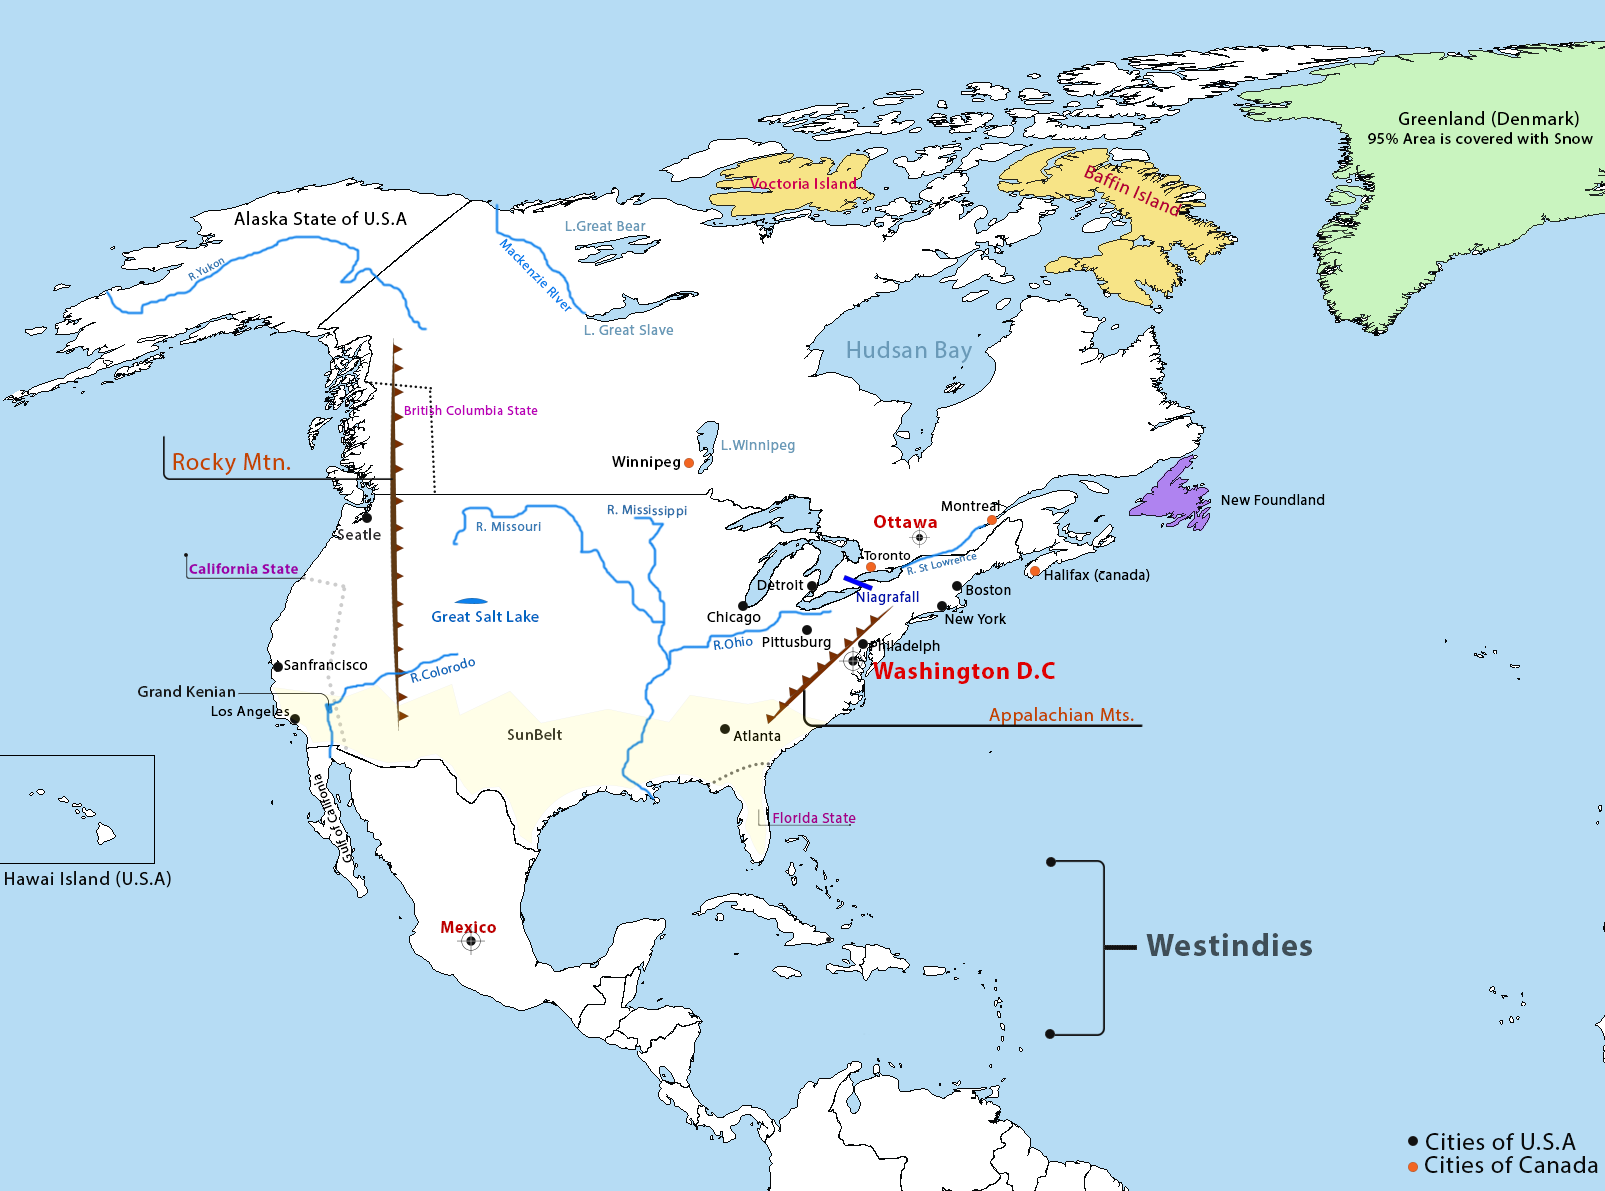 Greenland (Denmark)
95% Area is covered with Snow
Voctoria Island
Baffin Island
Alaska State of U.S.A
L.Great Bear
R.Yukon
Mackenzie River
L. Great Slave
Hudsan Bay
British Columbia State
Rocky Mtn.
L.Winnipeg
Winnipeg
New Foundland
Montreal
R. Missouri
R. Mississippi
Ottawa
Seatle
Toronto
R. St Lowrence
California State
Halifax (canada)
Detroit
Boston
Niagrafall
Great Salt Lake
Chicago
New York
R.Ohio
Pittusburg
Philadelph
Sanfrancisco
R.Colorodo
Washington D.C
Grand Kenian
Los Angeles
Appalachian Mts.
SunBelt
Atlanta
Gulf of Califronia
Florida State
Hawai Island (U.S.A)
Mexico
Westindies
Cities of U.S.A
Cities of Canada